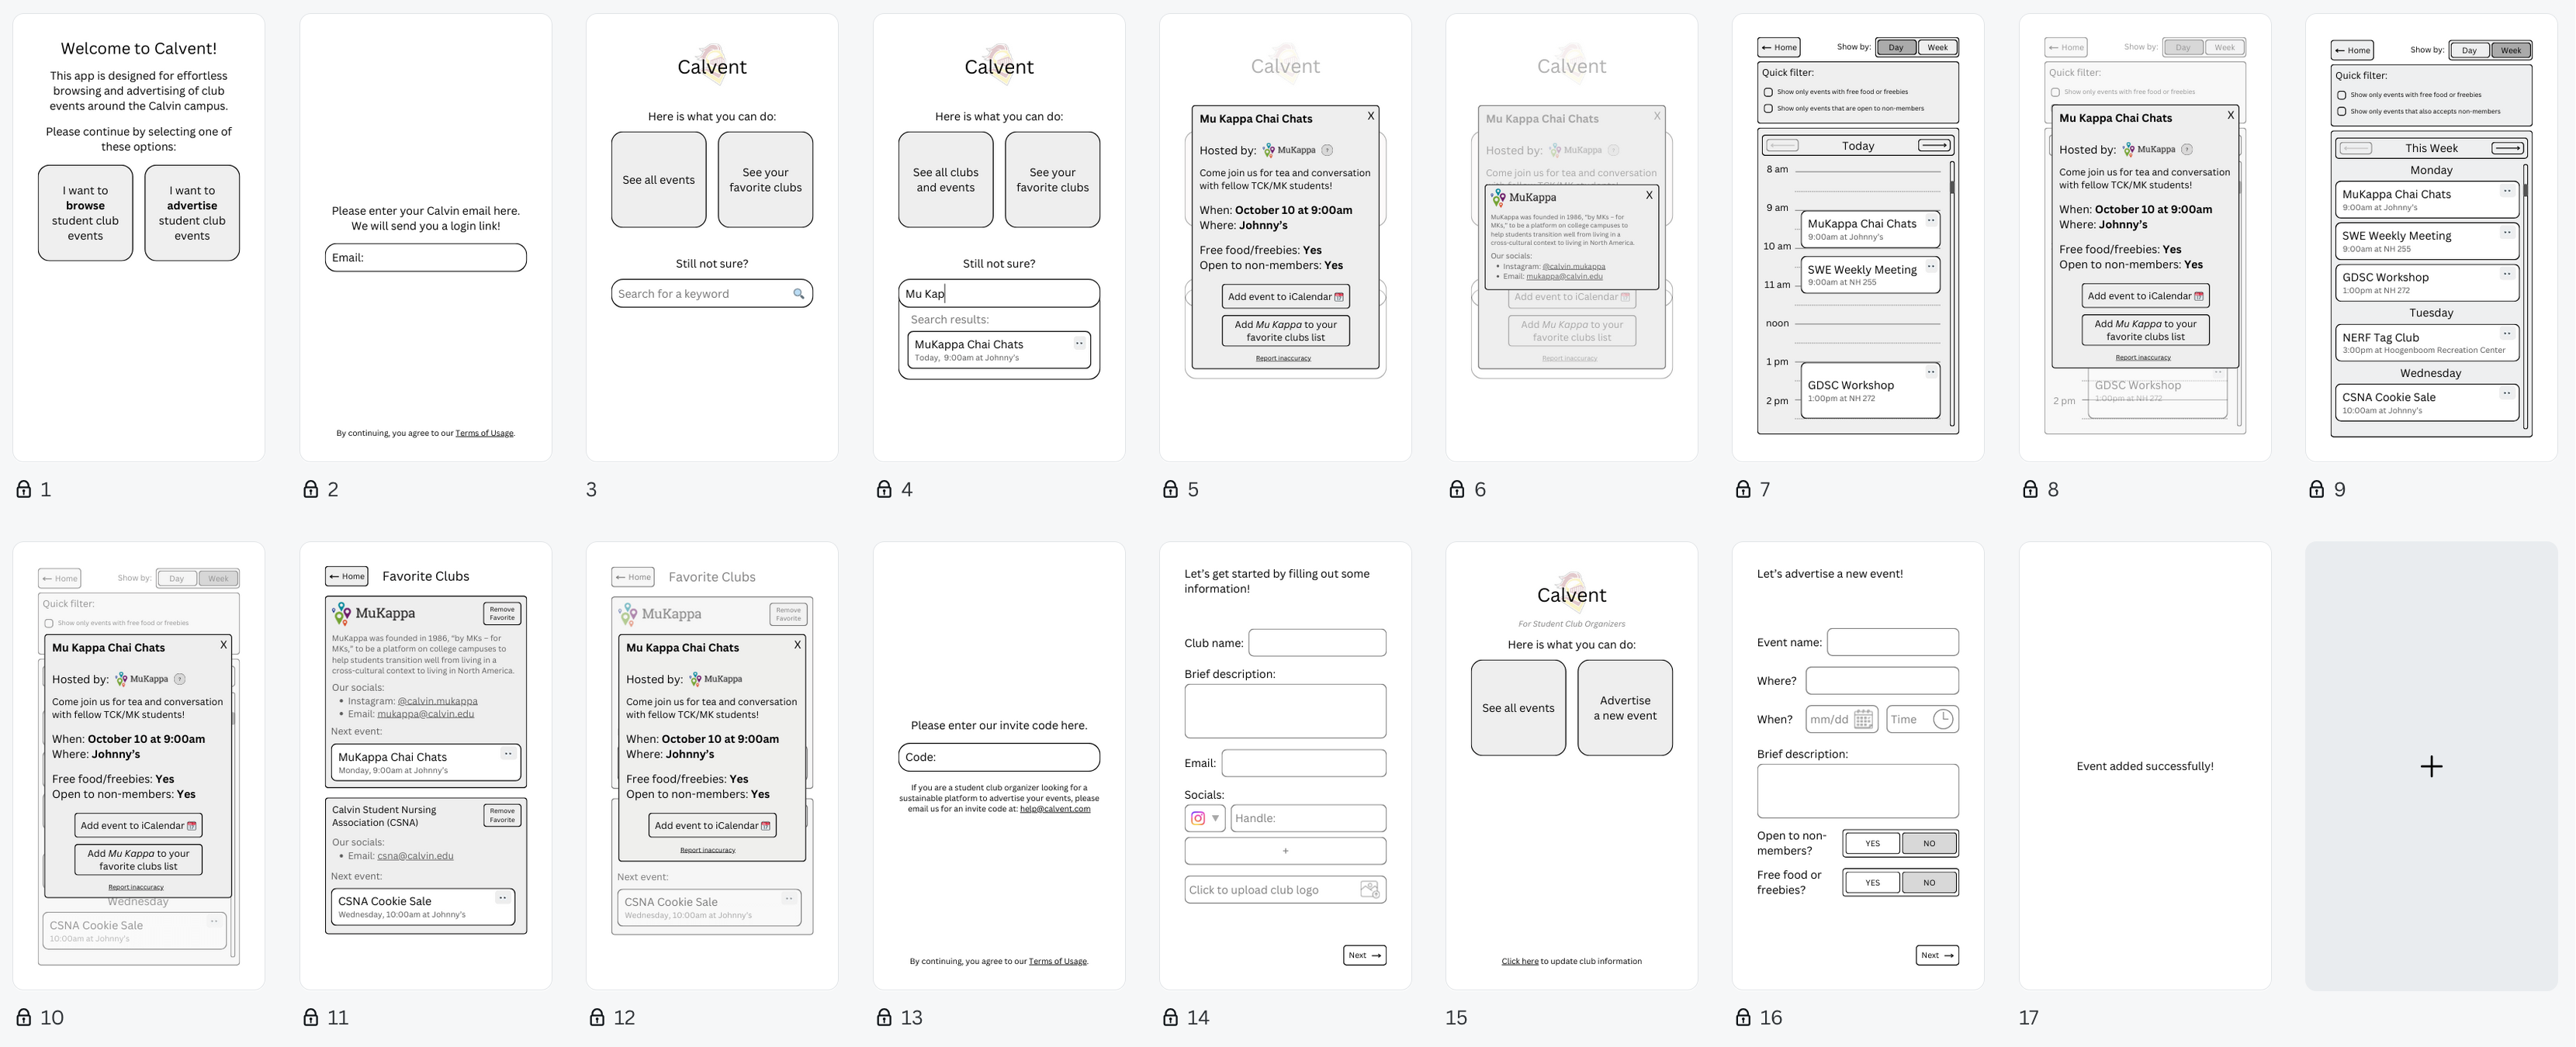 Welcome to Calvent!
This app is designed for effortless
browsing and advertising of club
events around the Calvin campus.
Please continue by selecting one of
these options:
I want to
browse
student club
events
I want to
advertise
student club
events
1
Please enter your Calvin email here.
We will send you a login link!
Email:
By continuing, you agree to our Terms of Usage.
2
Calvent
Here is what you can do:
See all events
See your
favorite clubs
Still not sure?
Search for a keyword
3
Calvent
Here is what you can do:
See all clubs
and events
See your
favorite clubs
Still not sure?
Mu Kap
Search results:
MuKappa Chai Chats
Today, 9:00am at Johnny's
4
Calvent
Mu Kappa Chai Chats
X
Hosted by: MuKappa ?
Come join us for tea and conversation
with fellow TCK/MK students!
When: October 10 at 9:00am
Where: Johnny's
Free food/freebies: Yes
Open to non-members: Yes
Add event to iCalendar
Add Mu Kappa to your
favorite clubs list
Report inaccuracy
5
Calvent
Mu Kappa Chai Chats
X
Hosted by: MuKappa ?
Come join us for tea and conversation
MuKappa
X
MuKappa was founded in 1986, "by MKs – for
MKs," to be a platform on college campuses to
help students transition well from living in a
cross-cultural context to living in North America.
Our socials:
• Instagram: @calvin.mukappa
• Email: mukappa@calvin.edu
Add event to iCalendar
Add Mu Kappa to your
favorite clubs list
Report inaccuracy
6
← Home
Show by: Day Week
Quick filter:
Show only events with free food or freebies
Show only events that are open to non-members
Today
8 am
9 am
MuKappa Chai Chats
9:00am at Johnny's
10 am
SWE Weekly Meeting
9:00am at NH 255
11 am
noon
1 pm
GDSC Workshop
1:00pm at NH 272
2 pm
7
← Home
Show by: Day Week
Quick filter:
Show only events with free food or freebies
Mu Kappa Chai Chats
X
Hosted by: MuKappa ?
Come join us for tea and conversation
with fellow TCK/MK students!
When: October 10 at 9:00am
Where: Johnny's
Free food/freebies: Yes
Open to non-members: Yes
Add event to iCalendar
Add Mu Kappa to your
favorite clubs list
Report inaccuracy
GDSC Workshop
1:00pm at NH 272
2 pm
8
← Home
Show by: Day Week
Quick filter:
Show only events with free food or freebies
Show only events that also accepts non-members
This Week
Monday
MuKappa Chai Chats
9:00am at Johnny's
SWE Weekly Meeting
9:00am at NH 255
GDSC Workshop
1:00pm at NH 272
Tuesday
NERF Tag Club
3:00pm at Hoogenboom Recreation Center
Wednesday
CSNA Cookie Sale
10:00am at Johnny's
9
← Home
Show by: Day Week
Quick filter:
Show only events with free food or freebies
Mu Kappa Chai Chats
X
Hosted by: MuKappa ?
Come join us for tea and conversation
with fellow TCK/MK students!
When: October 10 at 9:00am
Where: Johnny's
Free food/freebies: Yes
Open to non-members: Yes
Add event to iCalendar
Add Mu Kappa to your
favorite clubs list
Report inaccuracy
Wednesday
CSNA Cookie Sale
10:00am at Johnny's
10
← Home
Favorite Clubs
MuKappa
Remove
Favorite
MuKappa was founded in 1986, "by MKs – for
MKs," to be a platform on college campuses to
help students transition well from living in a
cross-cultural context to living in North America.
Our socials:
• Instagram: @calvin.mukappa
• Email: mukappa@calvin.edu
Next event:
MuKappa Chai Chats
Monday, 9:00am at Johnny's
Calvin Student Nursing
Association (CSNA)
Remove
Favorite
Our socials:
• Email: csna@calvin.edu
Next event:
CSNA Cookie Sale
Wednesday, 10:00am at Johnny's
11
← Home
Favorite Clubs
MuKappa
Remove
Favorite
Mu Kappa Chai Chats
X
Hosted by: MuKappa
Come join us for tea and conversation
with fellow TCK/MK students!
When: October 10 at 9:00am
Where: Johnny's
Free food/freebies: Yes
Open to non-members: Yes
Add event to iCalendar
Report inaccuracy
Next event:
CSNA Cookie Sale
Wednesday, 10:00am at Johnny's
12
Please enter our invite code here.
Code:
If you are a student club organizer looking for a
sustainable platform to advertise your events, please
email us for an invite code at: help@calvent.com
By continuing, you agree to our Terms of Usage.
13
Let's get started by filling out some
information!
Club name:
Brief description:
Email:
Socials:
Handle:
+
Click to upload club logo
Next →
14
Calvent
For Student Club Organizers
Here is what you can do:
See all events
Advertise
a new event
Click here to update club information
15
Let's advertise a new event!
Event name:
Where?
When? mm/dd Time
Brief description:
Open to non-
members?
YES NO
Free food or
freebies?
YES NO
Next →
16
Event added successfully!
17
+